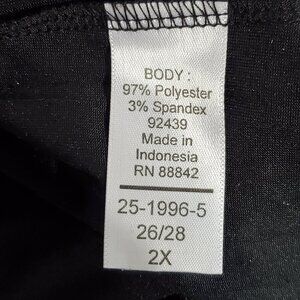 BODY :
97% Polyester
3% Spandex
92439
Made in
Indonesia
RN 88842
25-1996-5
26/28
2X